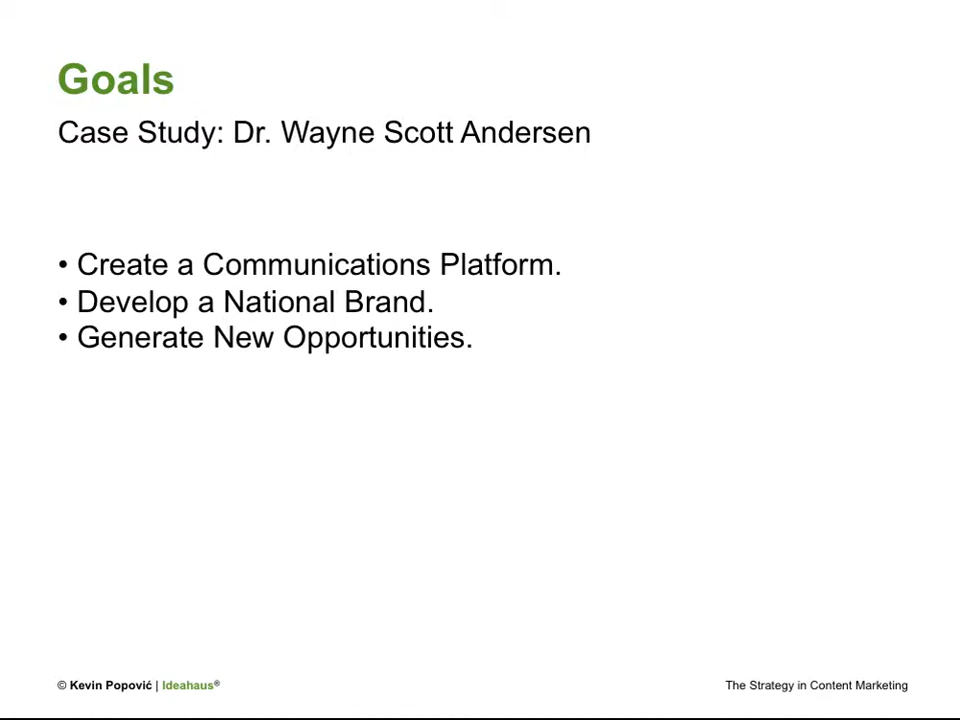 Goals
Case Study: Dr. Wayne Scott Andersen
• Create a Communications Platform.
• Develop a National Brand.
• Generate New Opportunities.
© Kevin Popović | Ideahaus®
The Strategy in Content Marketing